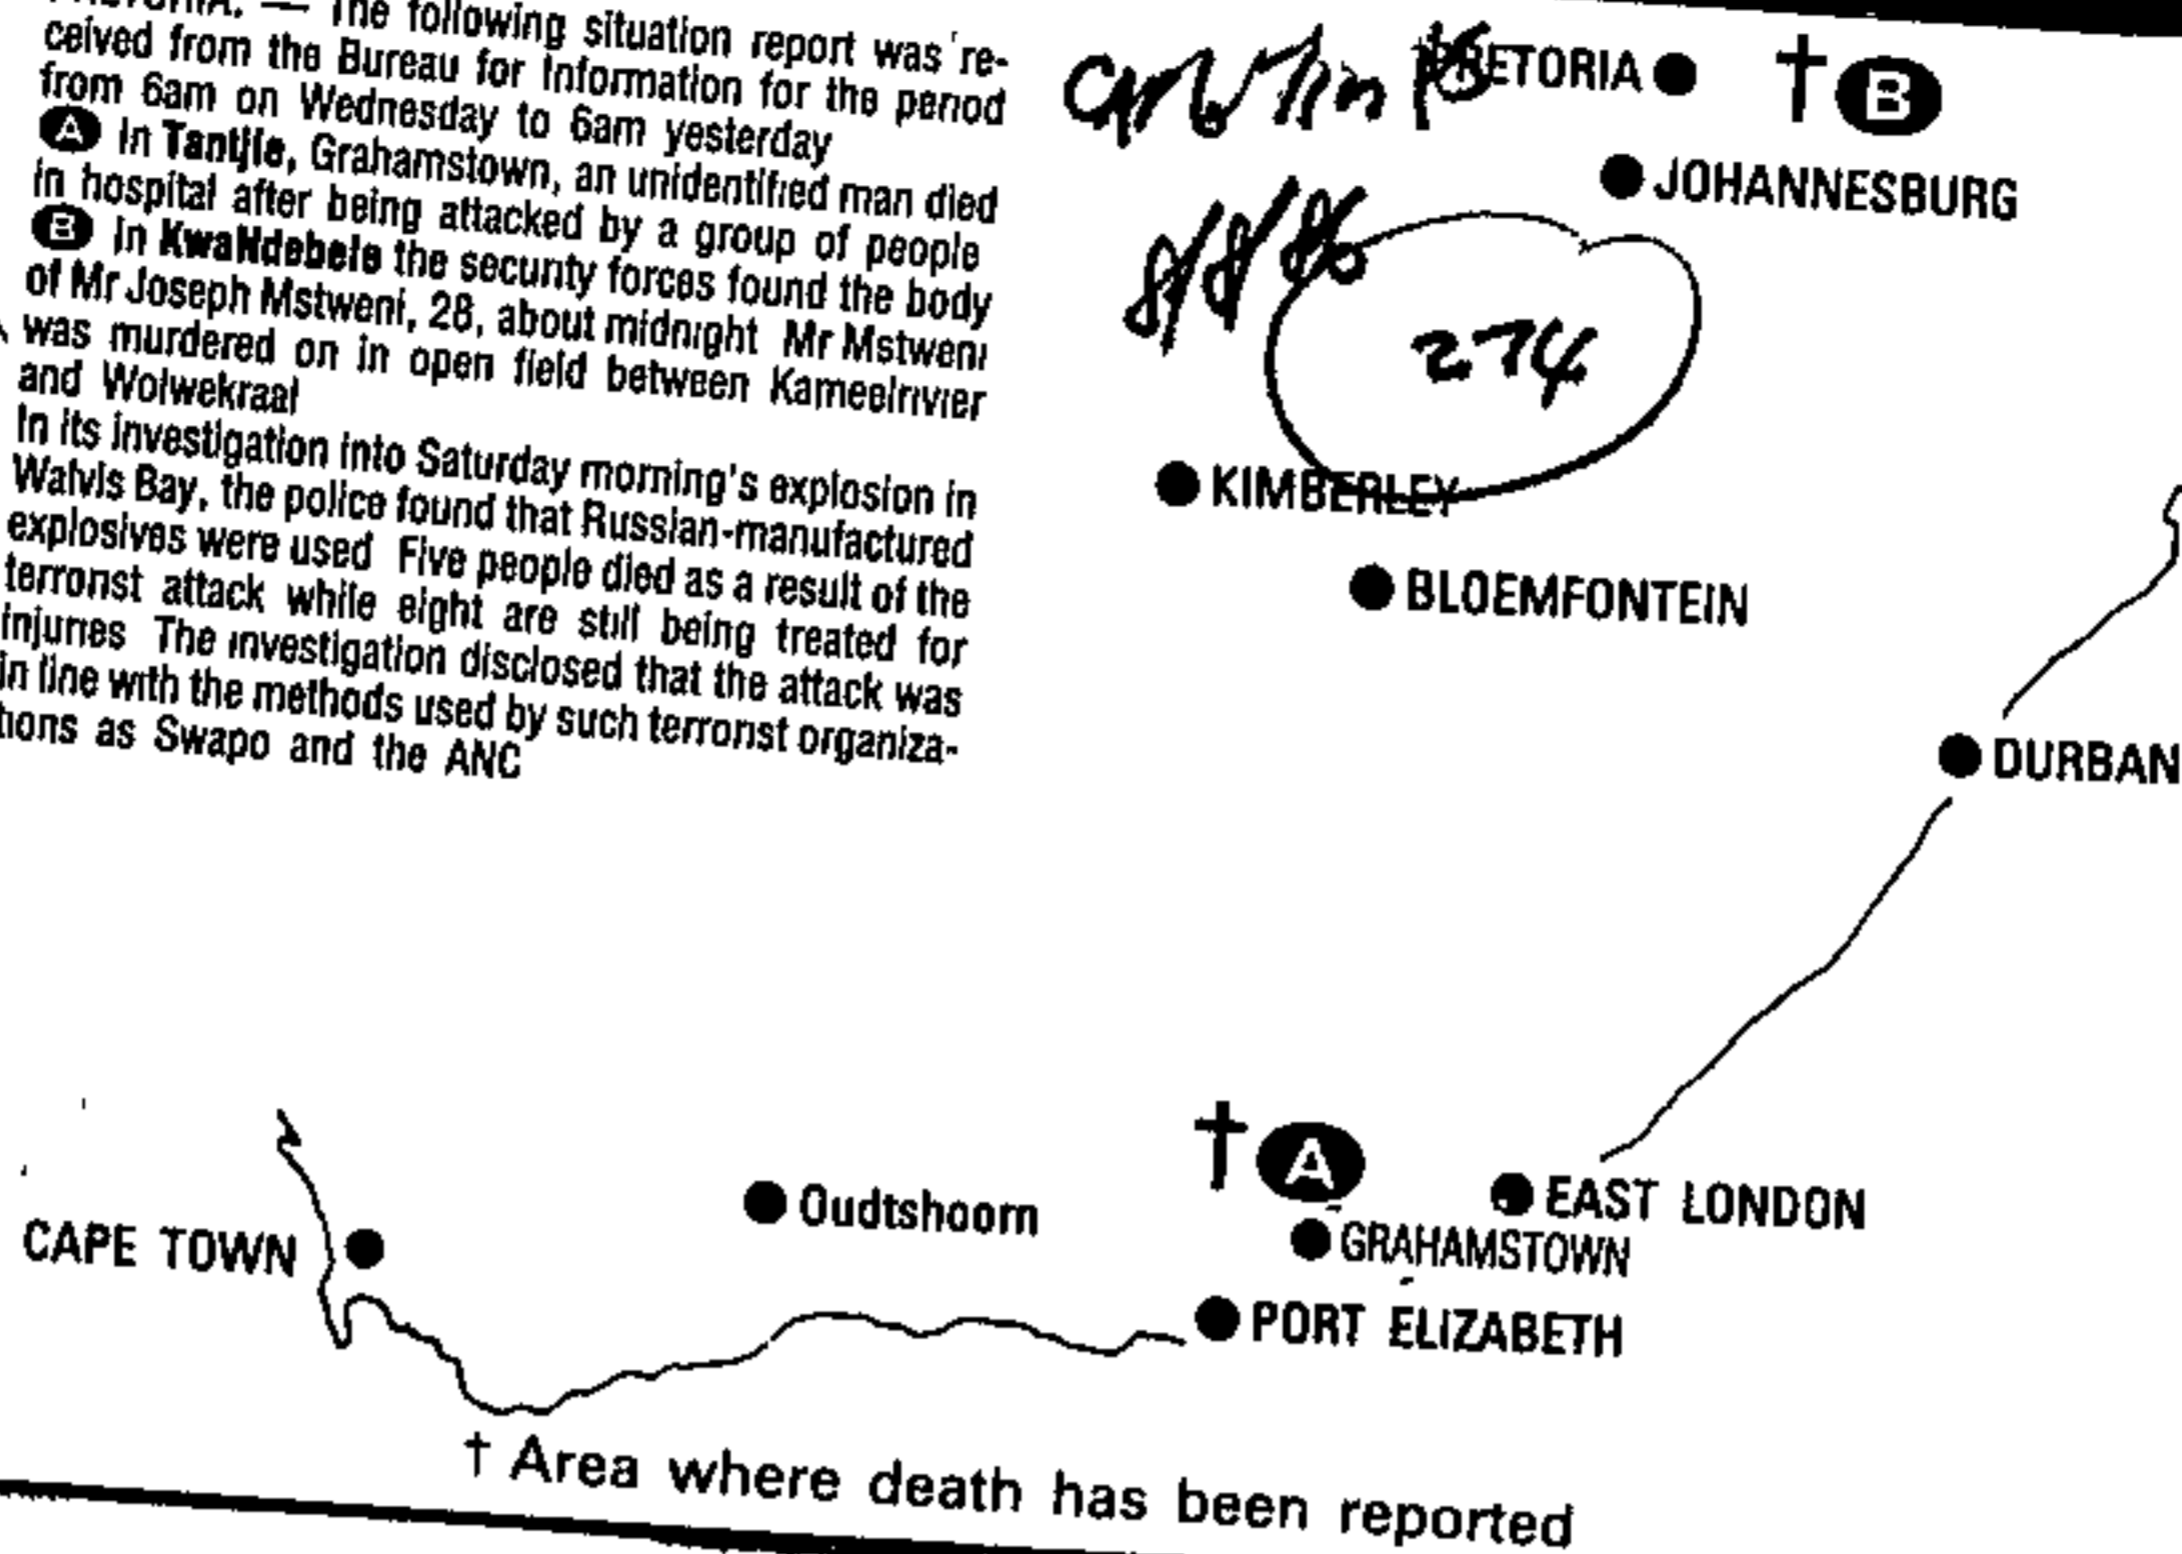 PRETORIA. — The following situation report was re-
ceived from the Bureau for Information for the period
from 6am on Wednesday to 6am yesterday
A In Tantjie, Grahamstown, an unidentified man died
in hospital after being attacked by a group of people
B In KwaNdebele the security forces found the body
of Mr Joseph Mstweni, 28, about midnight Mr Mstweni
was murdered on in open field between Kameelrivier
and Wolwekraal
In its investigation into Saturday morning's explosion in
Walvis Bay, the police found that Russian-manufactured
explosives were used Five people died as a result of the
terrorist attack while eight are still being treated for
injuries The investigation disclosed that the attack was
in line with the methods used by such terrorist organiza-
tions as Swapo and the ANC
PRETORIA
† B
JOHANNESBURG
8/8/86
274
KIMBERLEY
BLOEMFONTEIN
DURBAN
† A
Oudtshoorn
EAST LONDON
CAPE TOWN
GRAHAMSTOWN
PORT ELIZABETH
† Area where death has been reported